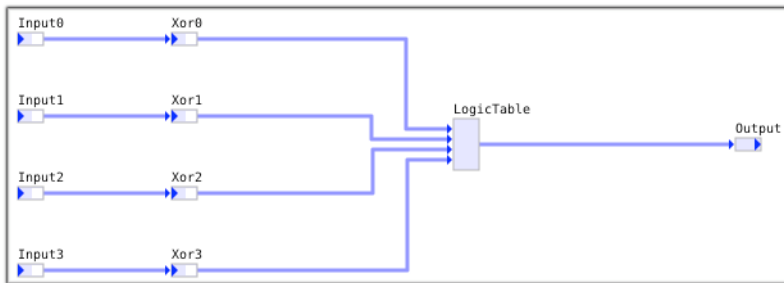 Input0
Xor0
Input1
Xor1
LogicTable
Output
Input2
Xor2
Input3
Xor3